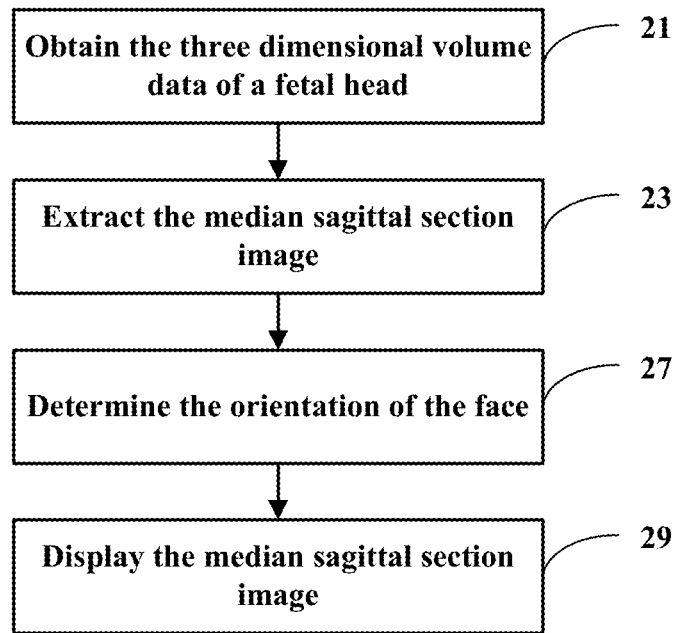 Obtain the three dimensional volume
data of a fetal head
21
Extract the median sagittal section
image
23
Determine the orientation of the face
27
Display the median sagittal section
image
29